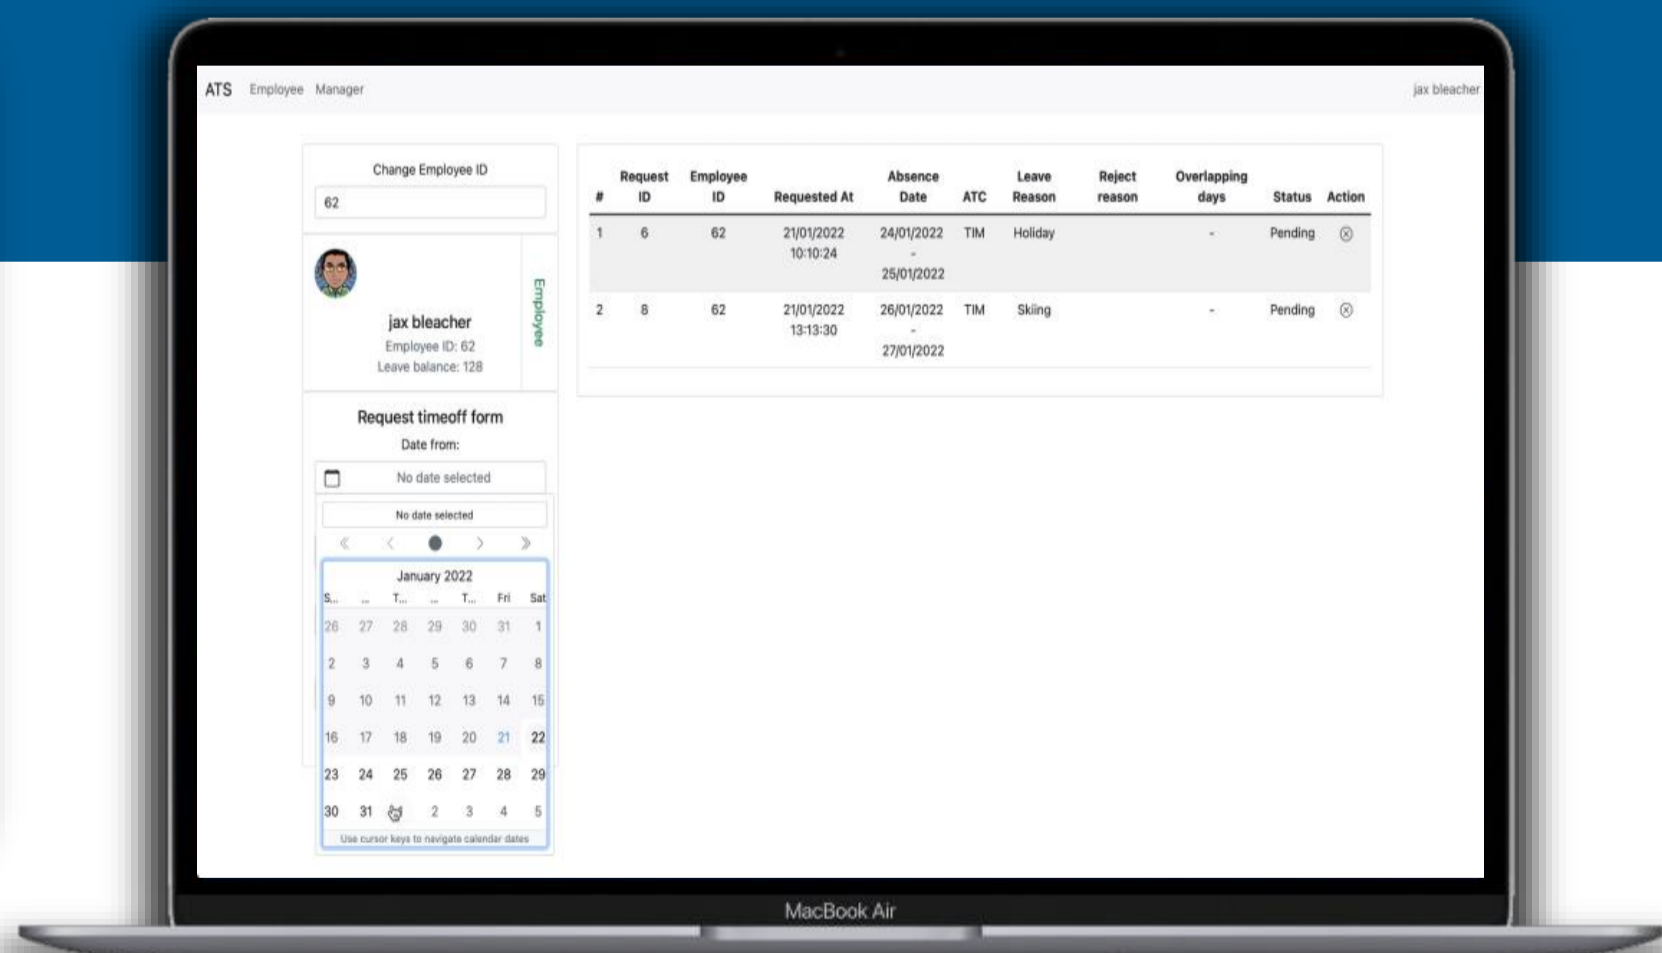 ATS Employee Manager
jax bleacher
Change Employee ID
62
jax bleacher
Employee ID: 62
Leave balance: 128
Employee
Request timeoff form
Date from:
No date selected
No date selected
January 2022
S... ... T... ... T... Fri Sat
26 27 28 29 30 31 1
2 3 4 5 6 7 8
9 10 11 12 13 14 15
16 17 18 19 20 21 22
23 24 25 26 27 28 29
30 31 2 3 4 5
Use cursor keys to navigate calendar dates
# Request ID Employee ID Requested At Absence Date ATC Leave Reason Reject reason Overlapping days Status Action
1 6 62 21/01/2022 10:10:24 24/01/2022 - 25/01/2022 TIM Holiday - Pending
2 8 62 21/01/2022 13:13:30 26/01/2022 - 27/01/2022 TIM Skiing - Pending
MacBook Air